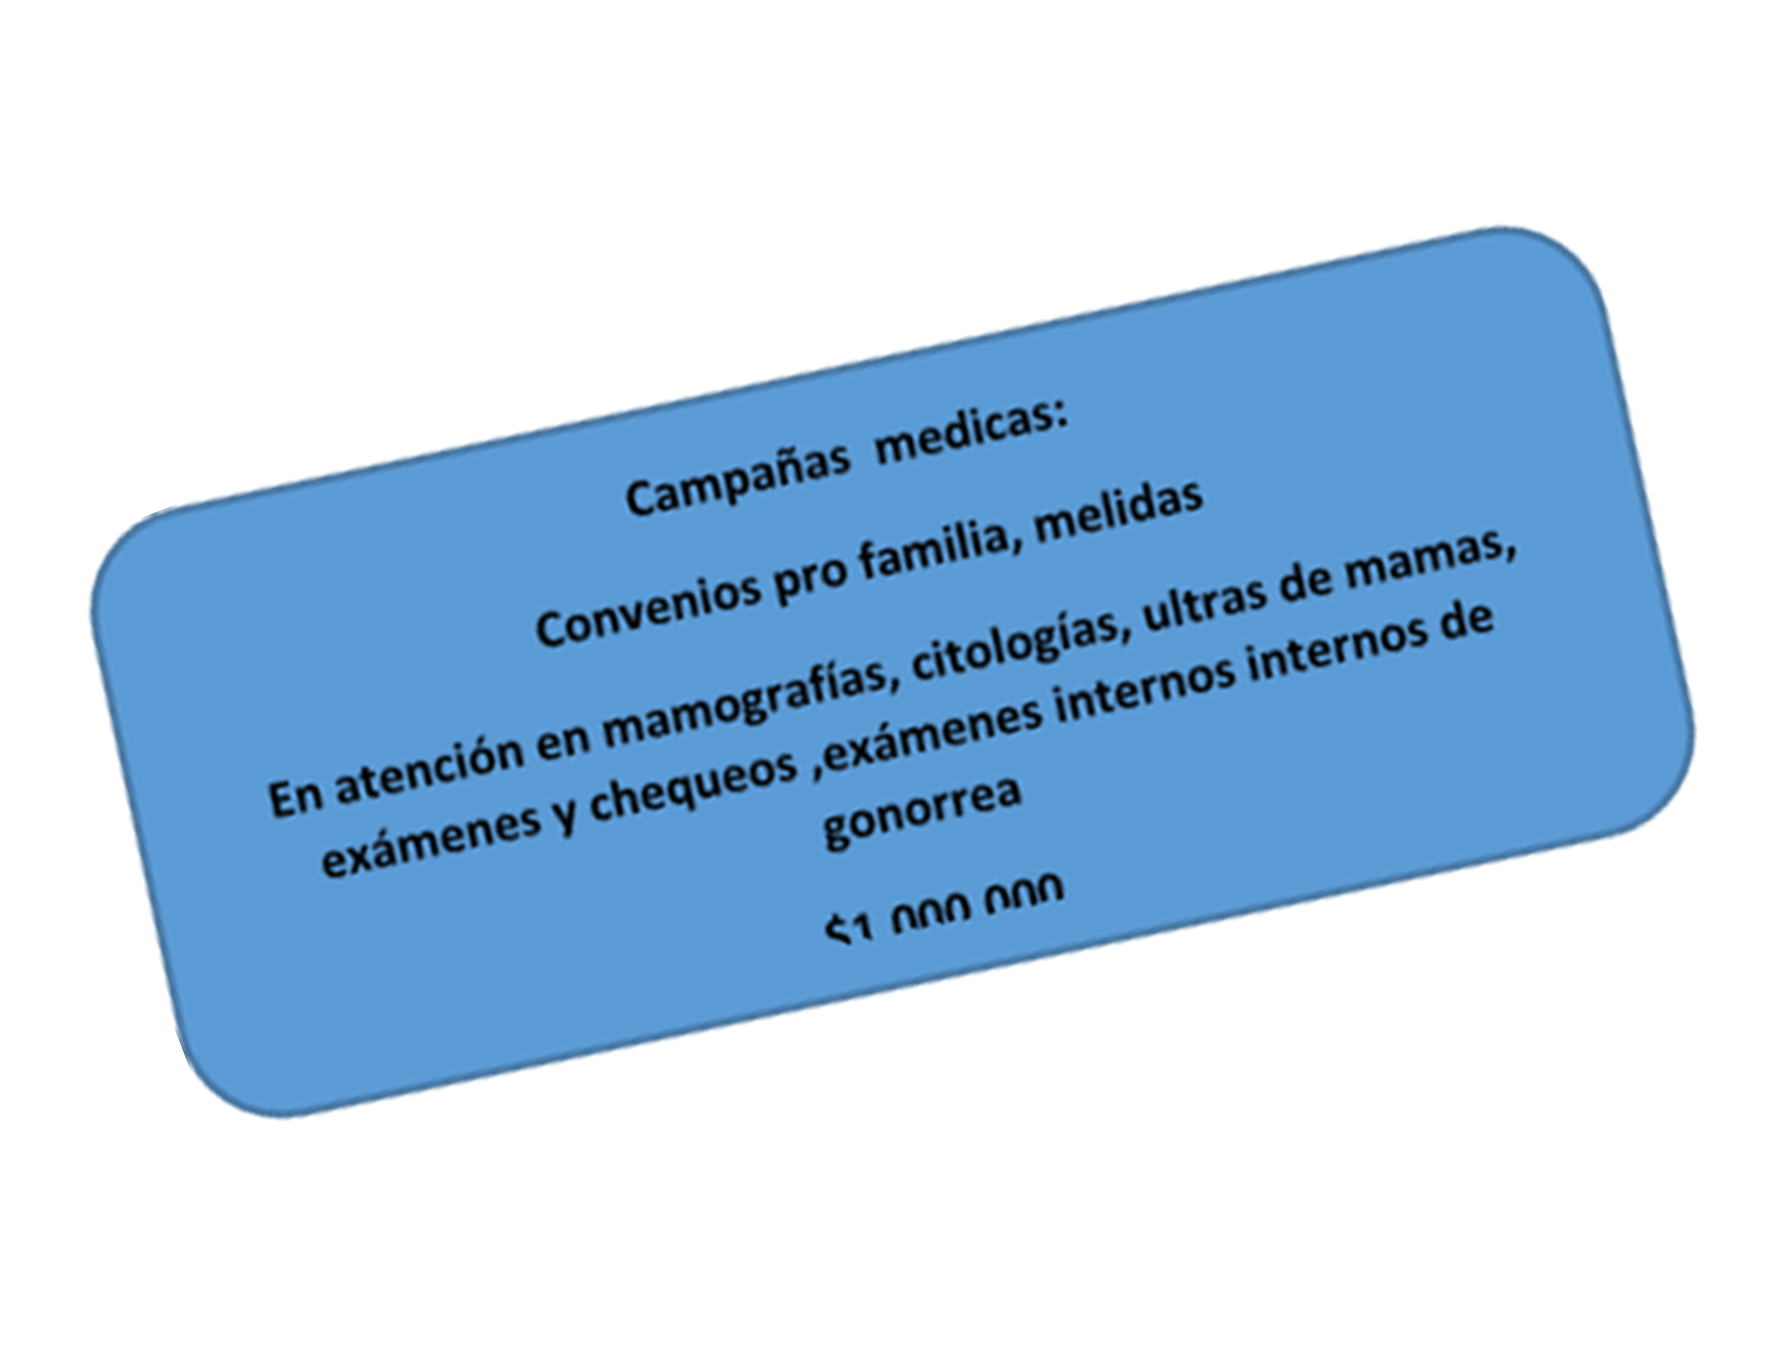 Campañas medicas:
Convenios pro familia, melidas
En atención en mamografías, citologías, ultras de mamas,
exámenes y chequeos ,exámenes internos internos de
gonorrea
$1 000 000